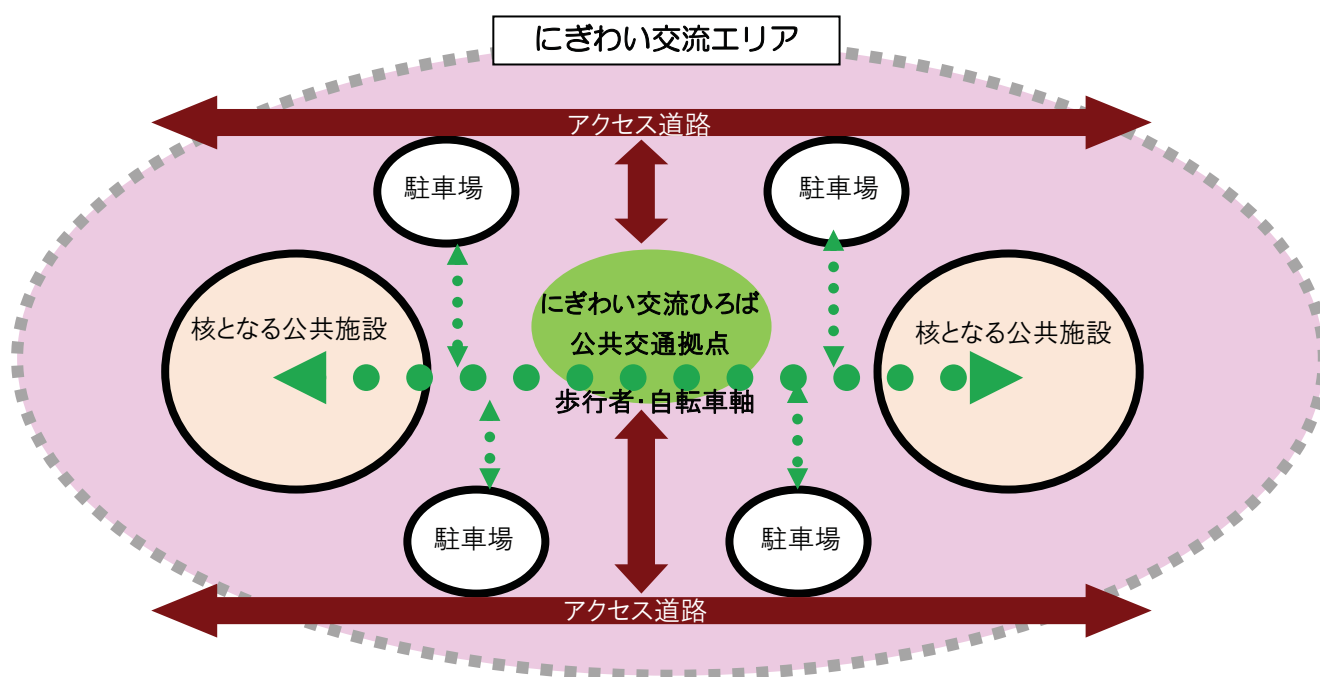 にぎわい交流エリア
アクセス道路
駐車場
駐車場
核となる公共施設
にぎわい交流ひろば
公共交通拠点
核となる公共施設
歩行者・自転車軸
駐車場
駐車場
アクセス道路